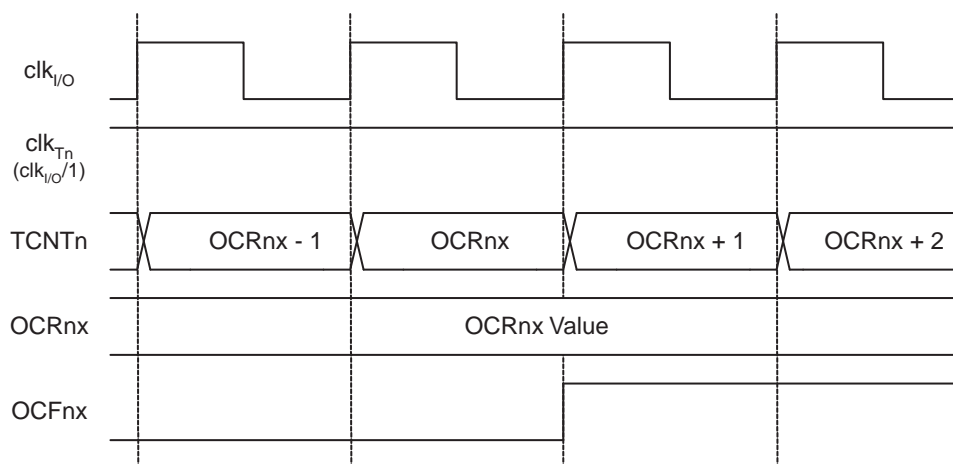 clkI/O
clkTn
(clkI/O/1)
TCNTn OCRnx - 1 OCRnx OCRnx + 1 OCRnx + 2
OCRnx OCRnx Value
OCFnx